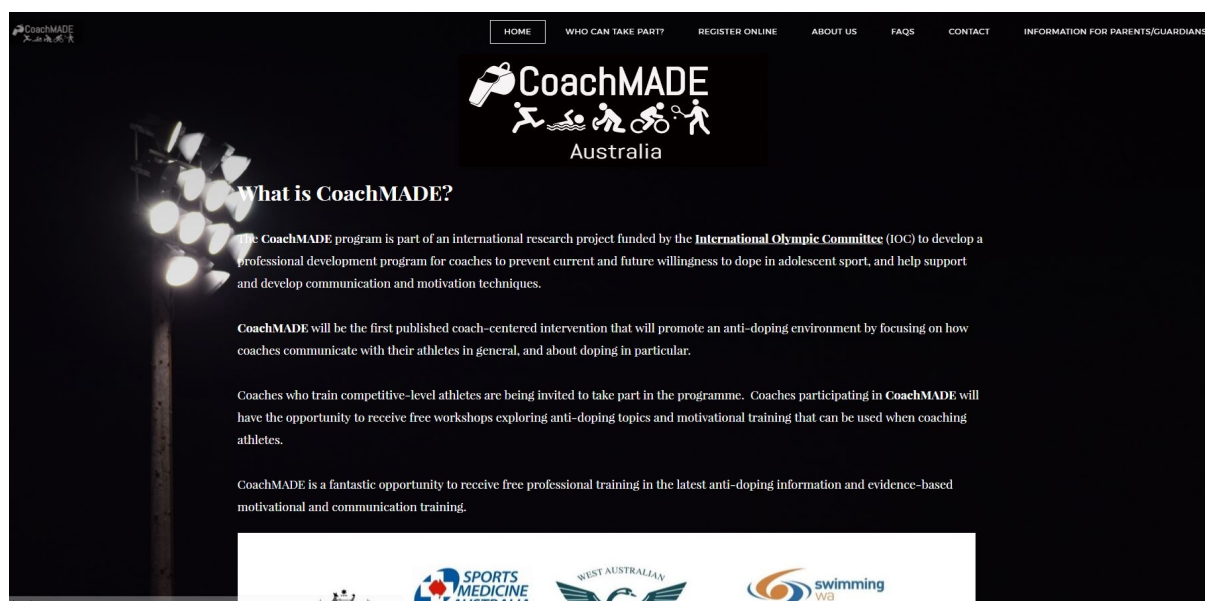 CoachMADE
HOME
WHO CAN TAKE PART?
REGISTER ONLINE
ABOUT US
FAQS
CONTACT
INFORMATION FOR PARENTS/GUARDIANS
CoachMADE
Australia
What is CoachMADE?
The CoachMADE program is part of an international research project funded by the International Olympic Committee (IOC) to develop a
professional development program for coaches to prevent current and future willingness to dope in adolescent sport, and help support
and develop communication and motivation techniques.
CoachMADE will be the first published coach-centered intervention that will promote an anti-doping environment by focusing on how
coaches communicate with their athletes in general, and about doping in particular.
Coaches who train competitive-level athletes are being invited to take part in the programme. Coaches participating in CoachMADE will
have the opportunity to receive free workshops exploring anti-doping topics and motivational training that can be used when coaching
athletes.
CoachMADE is a fantastic opportunity to receive free professional training in the latest anti-doping information and evidence-based
motivational and communication training.
SPORTS
MEDICINE
AUSTRALIA
WEST AUSTRALIAN
swimming
wa